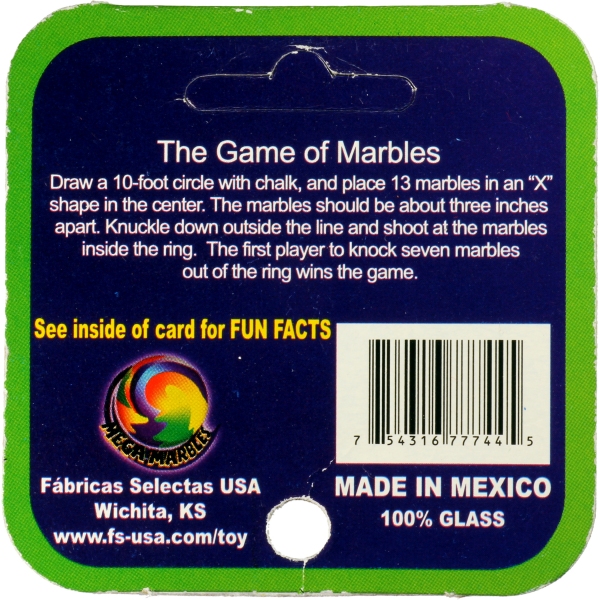 The Game of Marbles
Draw a 10-foot circle with chalk, and place 13 marbles in an “X”
shape in the center. The marbles should be about three inches
apart. Knuckle down outside the line and shoot at the marbles
inside the ring. The first player to knock seven marbles
out of the ring wins the game.
See inside of card for FUN FACTS
MEGA-MARBLES
Fábricas Selectas USA
Wichita, KS
www.fs-usa.com/toy
7 54316 77744 5
MADE IN MEXICO
100% GLASS